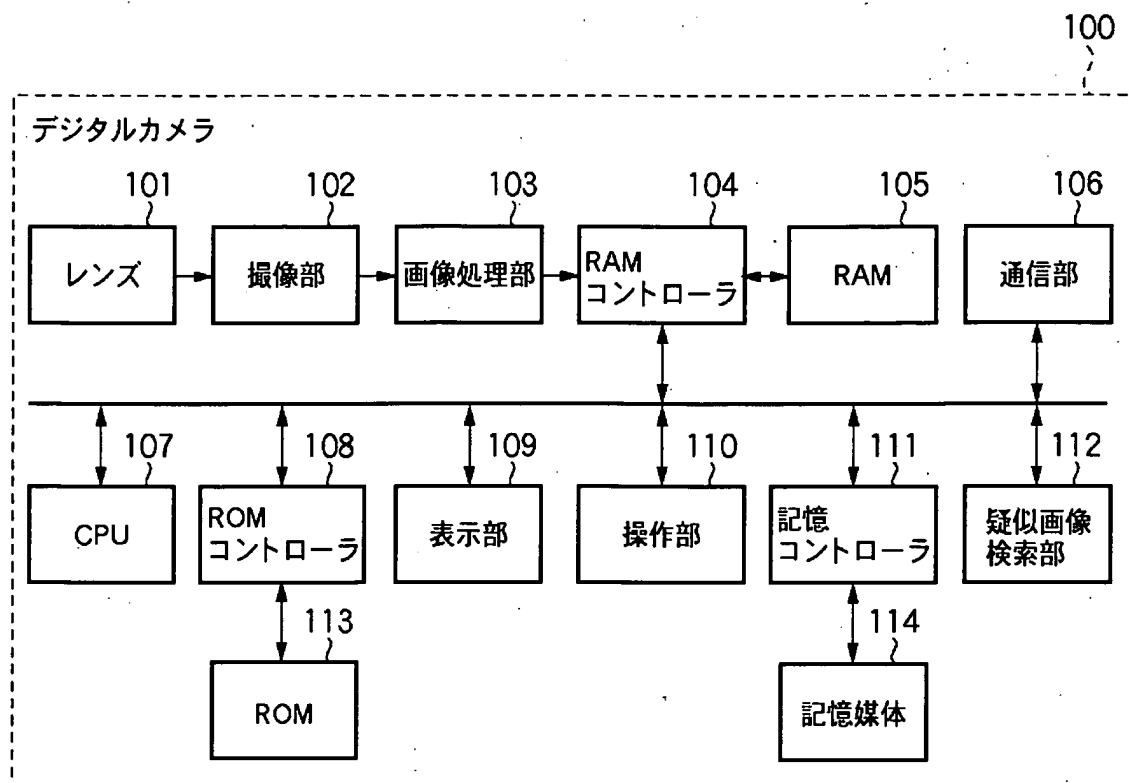 100
デジタルカメラ
101
102
103
104
105
106
レンズ
撮像部
画像処理部
RAM
コントローラ
RAM
通信部
107
108
109
110
111
112
CPU
ROM
コントローラ
表示部
操作部
記憶
コントローラ
疑似画像
検索部
113
114
ROM
記憶媒体